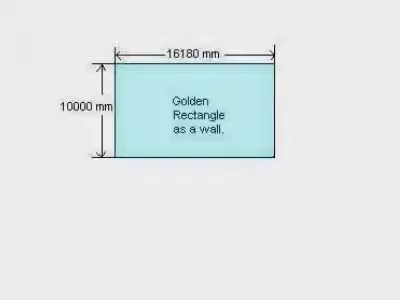 16180 mm
10000 mm
Golden
Rectangle
as a wall.